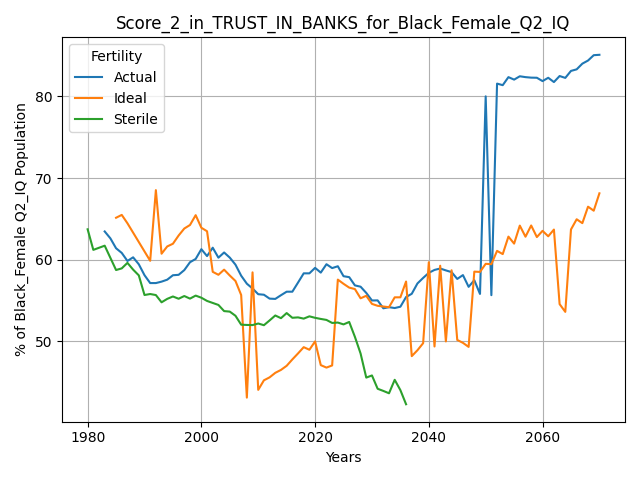 Score_2_in_TRUST_IN_BANKS_for_Black_Female_Q2_IQ
Fertility
Actual
Ideal
Sterile
% of Black_Female Q2_IQ Population
80
70
60
50
1980
2000
2020
2040
2060
Years